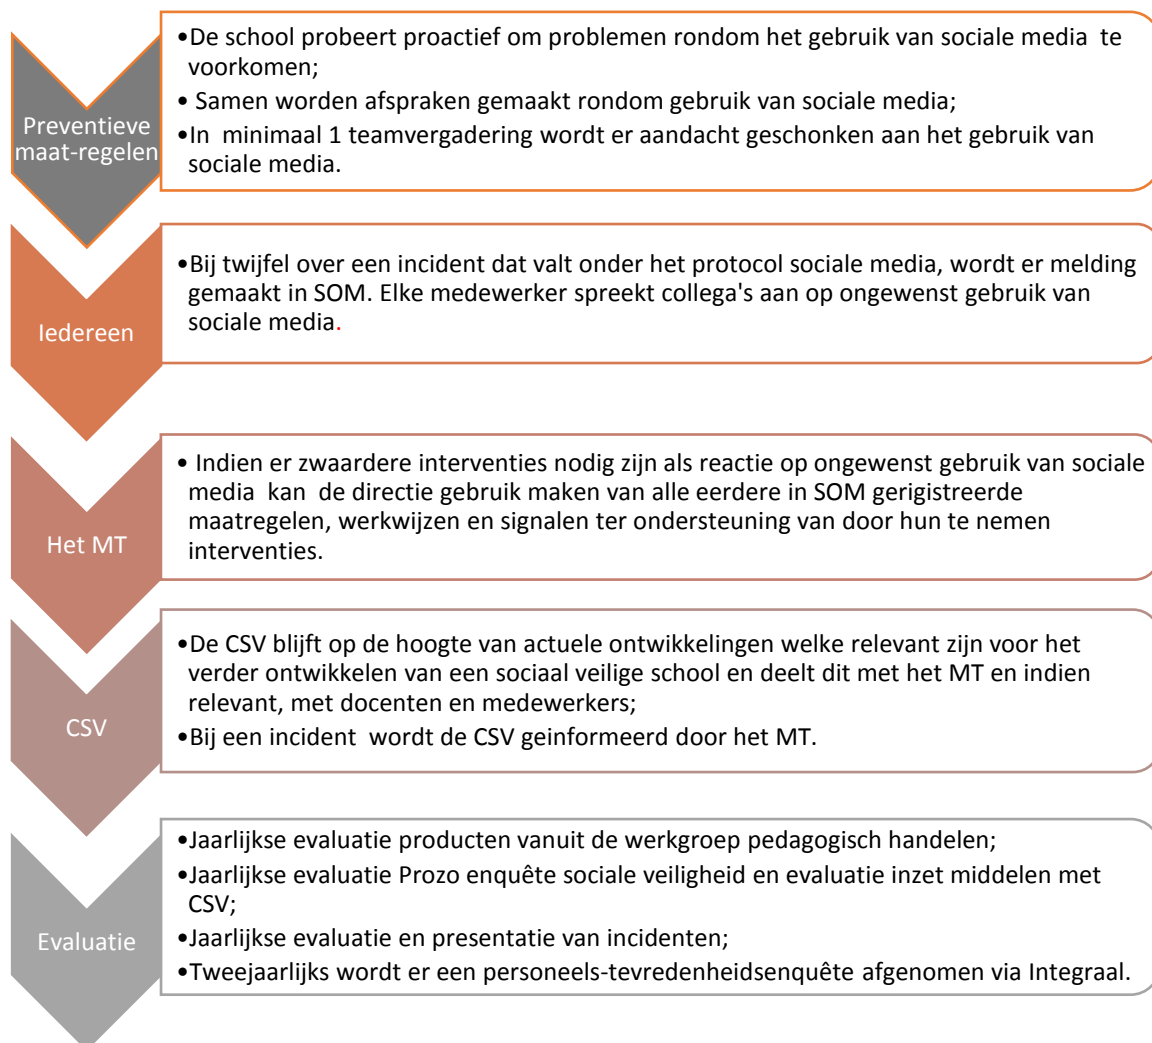 Preventieve
maat-regelen
•De school probeert proactief om problemen rondom het gebruik van sociale media  te
voorkomen;
• Samen worden afspraken gemaakt rondom gebruik van sociale media;
•In  minimaal 1 teamvergadering wordt er aandacht geschonken aan het gebruik van
sociale media.
Iedereen
•Bij twijfel over een incident dat valt onder het protocol sociale media, wordt er melding
gemaakt in SOM. Elke medewerker spreekt collega's aan op ongewenst gebruik van
sociale media.
Het MT
• Indien er zwaardere interventies nodig zijn als reactie op ongewenst gebruik van sociale
media  kan  de directie gebruik maken van alle eerdere in SOM gerigistreerde
maatregelen, werkwijzen en signalen ter ondersteuning van door hun te nemen
interventies.
CSV
•De CSV blijft op de hoogte van actuele ontwikkelingen welke relevant zijn voor het
verder ontwikkelen van een sociaal veilige school en deelt dit met het MT en indien
relevant, met docenten en medewerkers;
•Bij een incident  wordt de CSV geinformeerd door het MT.
Evaluatie
•Jaarlijkse evaluatie producten vanuit de werkgroep pedagogisch handelen;
•Jaarlijkse evaluatie Prozo enquête sociale veiligheid en evaluatie inzet middelen met
CSV;
•Jaarlijkse evaluatie en presentatie van incidenten;
•Tweejaarlijks wordt er een personeels-tevredenheidsenquête afgenomen via Integraal.